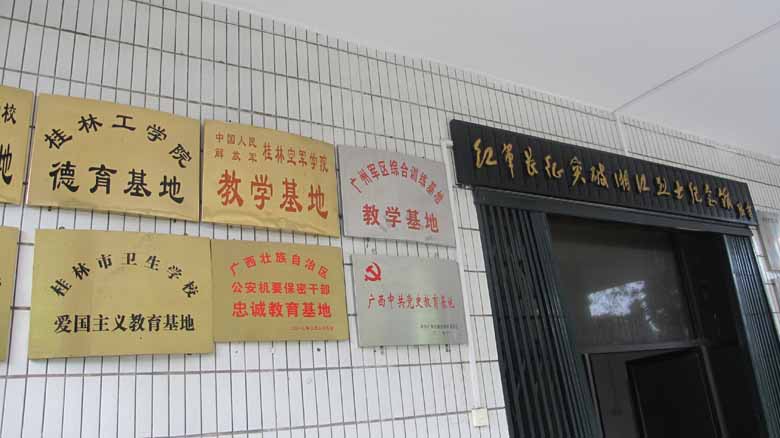 校
基地
桂林工学院
德育基地
中国人民
解放军
桂林空军学院
教学基地
广州军区综合训练基地
教学基地
桂林市卫生学校
爱国主义教育基地
广西壮族自治区
公安机要保密干部
忠诚教育基地
广西中共党史教育基地
红军长征突破湘江烈士纪念馆